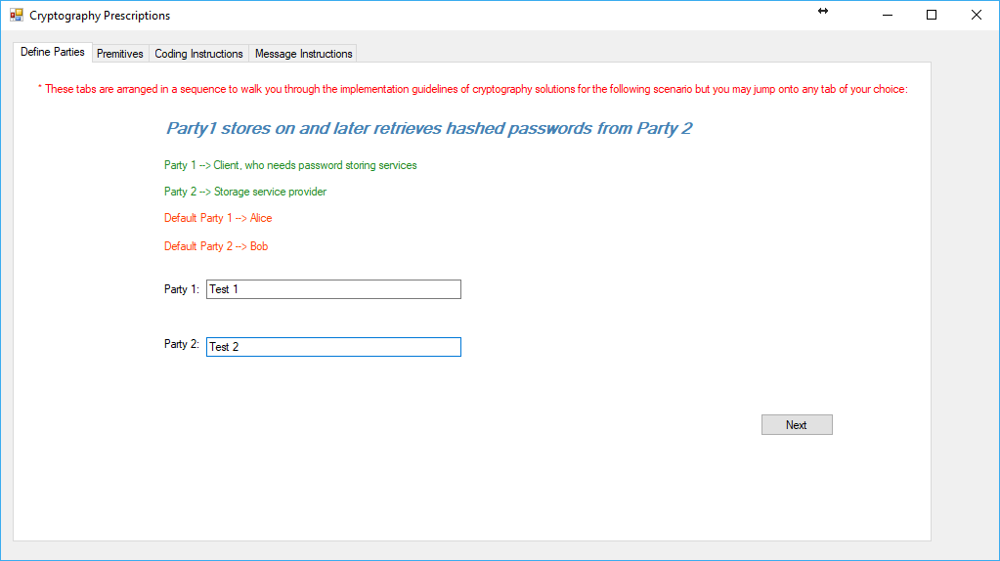 Cryptography Prescriptions
Define Parties Premitives Coding Instructions Message Instructions
* These tabs are arranged in a sequence to walk you through the implementation guidelines of cryptography solutions for the following scenario but you may jump onto any tab of your choice:
Party1 stores on and later retrieves hashed passwords from Party 2
Party 1 --> Client, who needs password storing services
Party 2 --> Storage service provider
Default Party 1 --> Alice
Default Party 2 --> Bob
Party 1: Test 1
Party 2: Test 2
Next